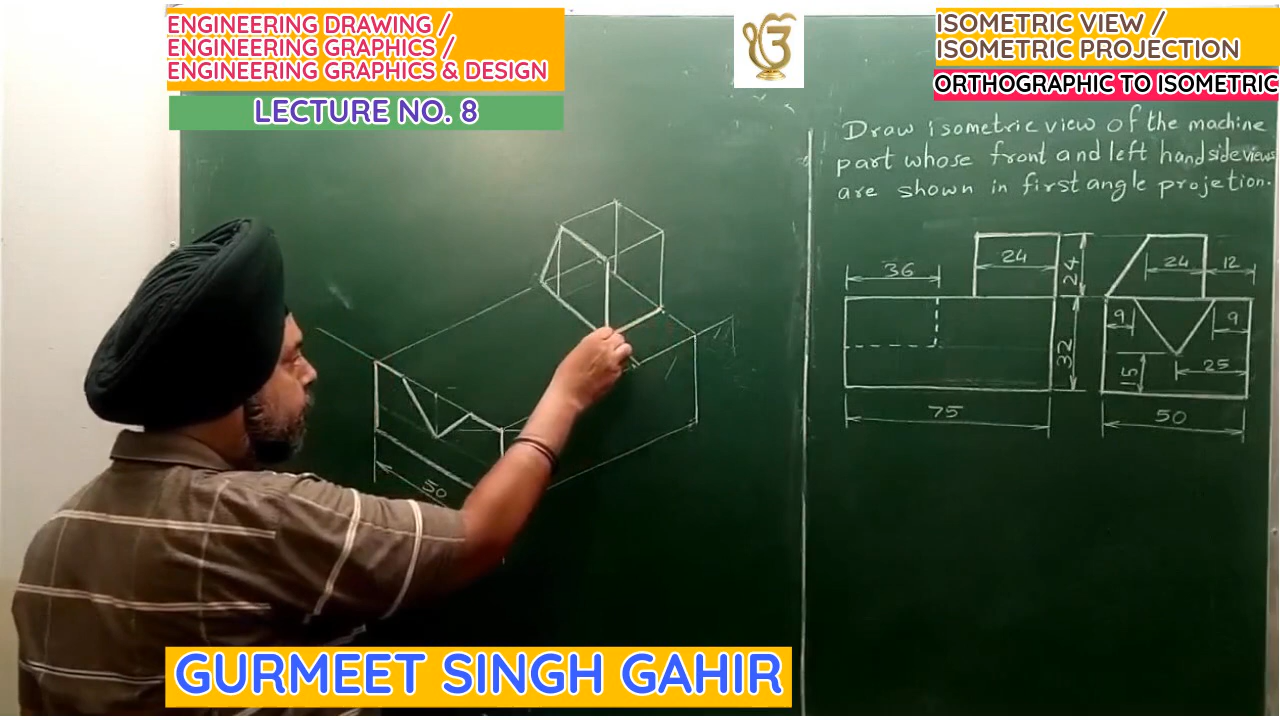 ENGINEERING DRAWING /
ENGINEERING GRAPHICS /
ENGINEERING GRAPHICS & DESIGN
LECTURE NO. 8
ੴ
ISOMETRIC VIEW /
ISOMETRIC PROJECTION
ORTHOGRAPHIC TO ISOMETRIC
Draw isometric view of the machine
part whose front and left hand side views
are shown in first angle projetion.
36
24
24
24
12
32
9
9
15
25
75
50
50
GURMEET SINGH GAHIR